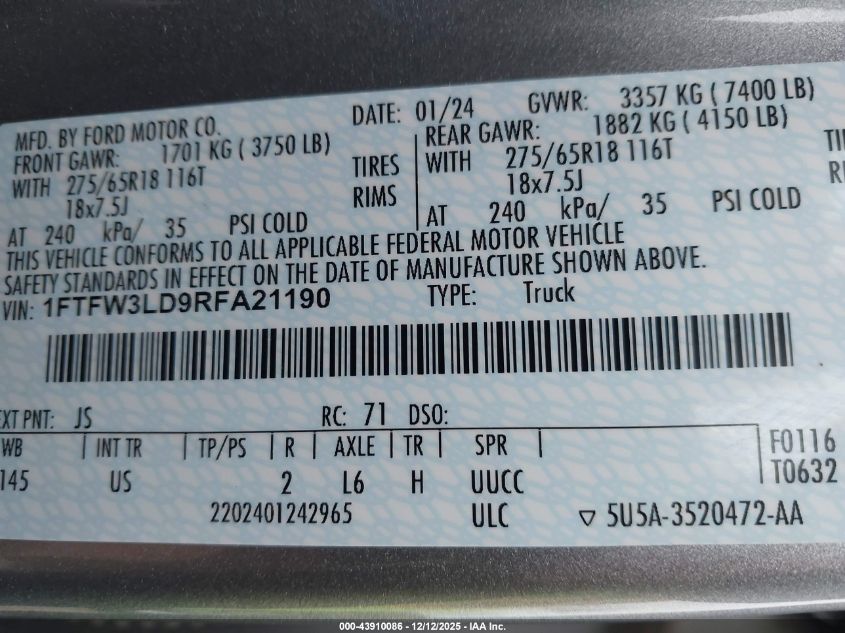 MFD. BY FORD MOTOR CO.
DATE: 01/24 GVWR: 3357 KG ( 7400 LB)
FRONT GAWR: 1701 KG ( 3750 LB)
REAR GAWR: 1882 KG ( 4150 LB)
WITH 275/65R18 116T TIRES WITH 275/65R18 116T
18x7.5J RIMS 18x7.5J
AT 240 kPa/ 35 PSI COLD AT 240 kPa/ 35 PSI COLD
THIS VEHICLE CONFORMS TO ALL APPLICABLE FEDERAL MOTOR VEHICLE
SAFETY STANDARDS IN EFFECT ON THE DATE OF MANUFACTURE SHOWN ABOVE.
VIN: 1FTFW3LD9RFA21190 TYPE: Truck
EXT PNT: JS RC: 71 DSO:
WB INT TR TP/PS R AXLE TR SPR F0116
145 US 2 L6 H UUCC T0632
2202401242965 ULC ▽ 5U5A-3520472-AA
000-43910086 - 12/12/2025 - IAA Inc.